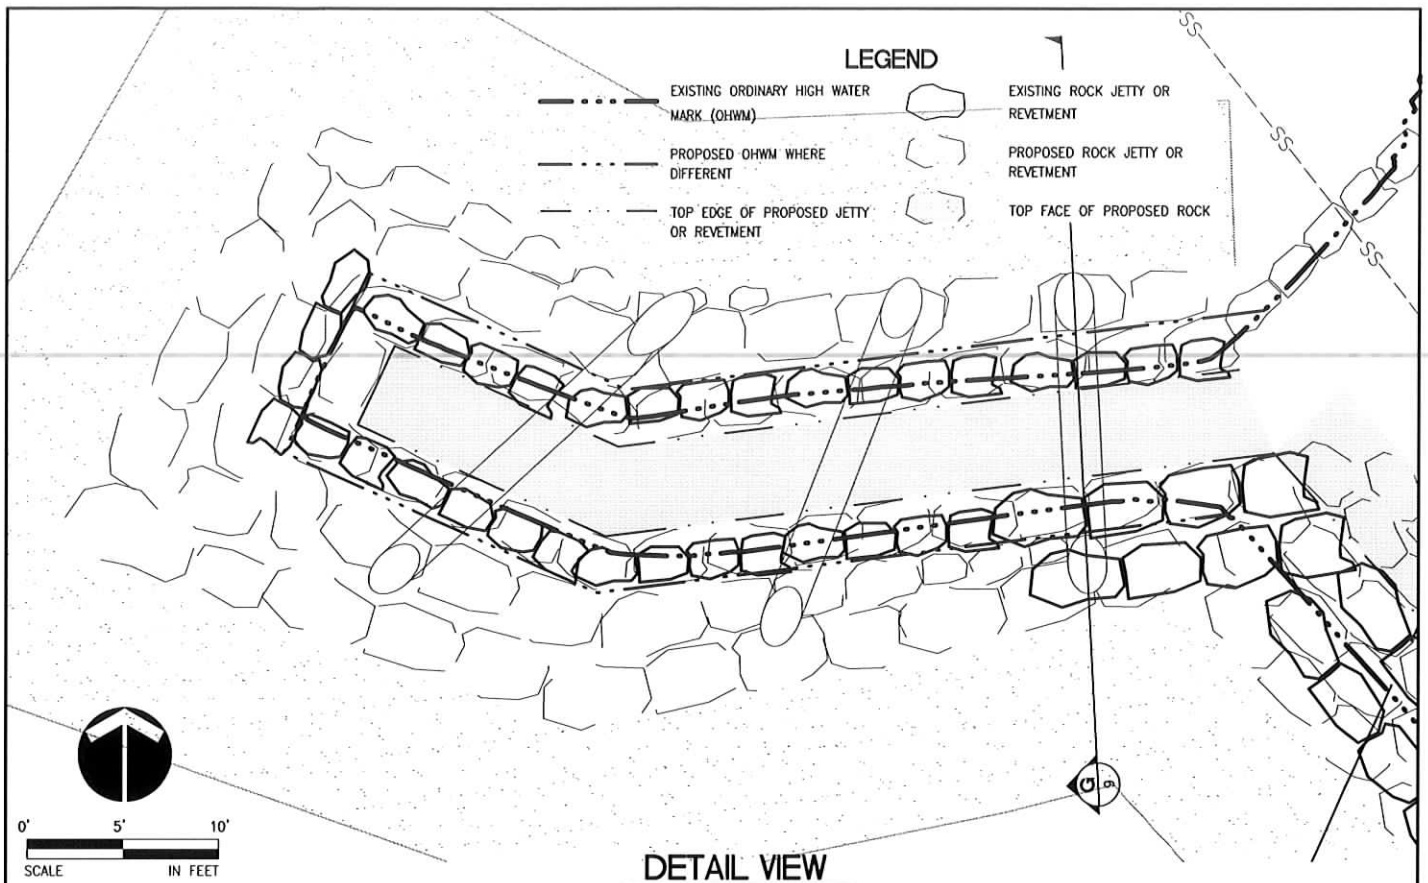 LEGEND
EXISTING ORDINARY HIGH WATER
MARK (OHWM)
PROPOSED OHWM WHERE
DIFFERENT
TOP EDGE OF PROPOSED JETTY
OR REVETMENT
EXISTING ROCK JETTY OR
REVETMENT
PROPOSED ROCK JETTY OR
REVETMENT
TOP FACE OF PROPOSED ROCK
SS
SS
SS
G
9
0' 5' 10'
SCALE IN FEET
DETAIL VIEW